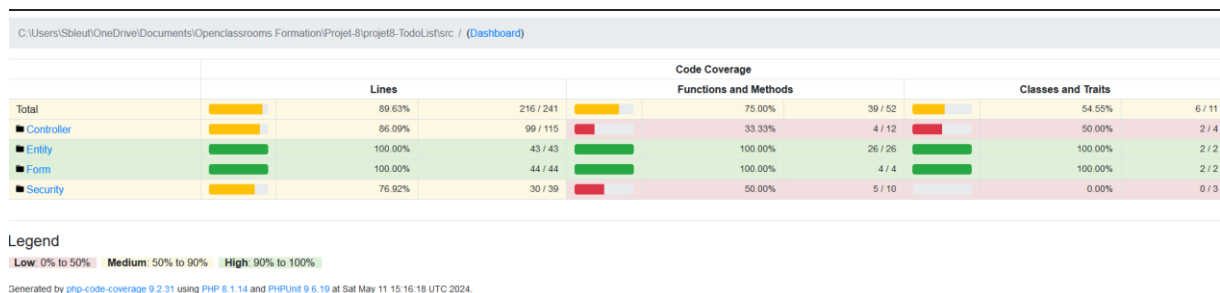 C:\Users\Sbleut\OneDrive\Documents\Openclassrooms Formation\Projet-8\projet8-TodoList\src / (Dashboard)
Code Coverage
Lines Functions and Methods Classes and Traits
Total 89.63% 216 / 241 75.00% 39 / 52 54.55% 6 / 11
Controller 86.09% 99 / 115 33.33% 4 / 12 50.00% 2 / 4
Entity 100.00% 43 / 43 100.00% 26 / 26 100.00% 2 / 2
Form 100.00% 44 / 44 100.00% 4 / 4 100.00% 2 / 2
Security 76.92% 30 / 39 50.00% 5 / 10 0.00% 0 / 3
Legend
Low: 0% to 50% Medium: 50% to 90% High: 90% to 100%
Generated by php-code-coverage 9.2.31 using PHP 8.1.14 and PHPUnit 9.6.19 at Sat May 11 15:16:18 UTC 2024.